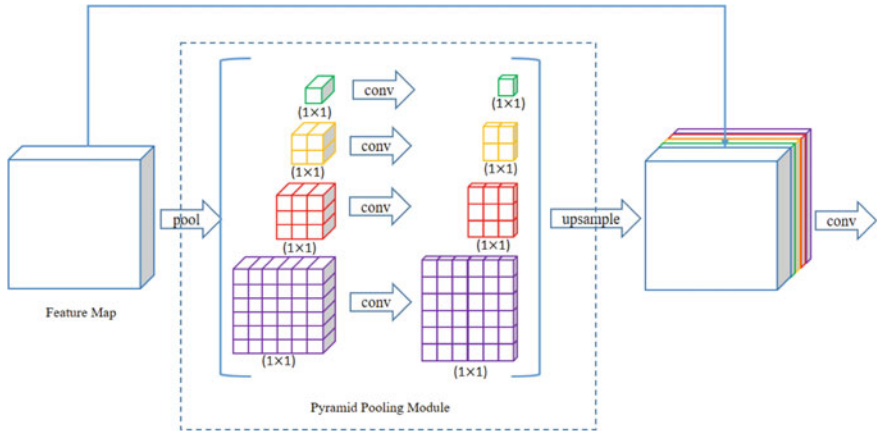 conv
(1×1)
(1×1)
conv
(1×1)
(1×1)
pool
conv
upsample
conv
(1×1)
(1×1)
conv
Feature Map
(1×1)
(1×1)
Pyramid Pooling Module